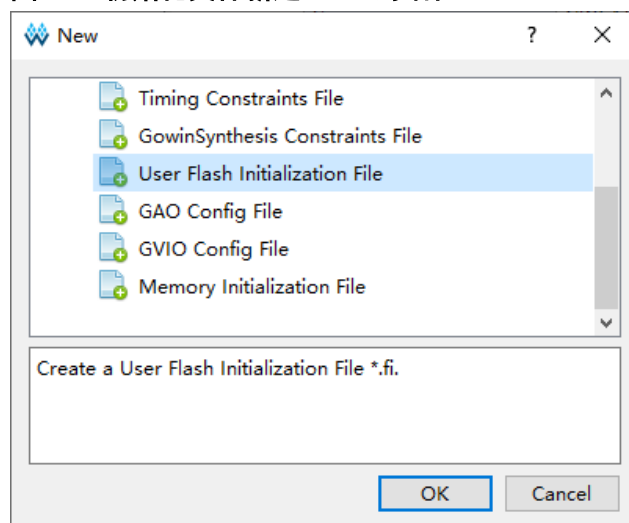 New
?
Timing Constraints File
GowinSynthesis Constraints File
User Flash Initialization File
GAO Config File
GVIO Config File
Memory Initialization File
Create a User Flash Initialization File *.fi.
OK
Cancel